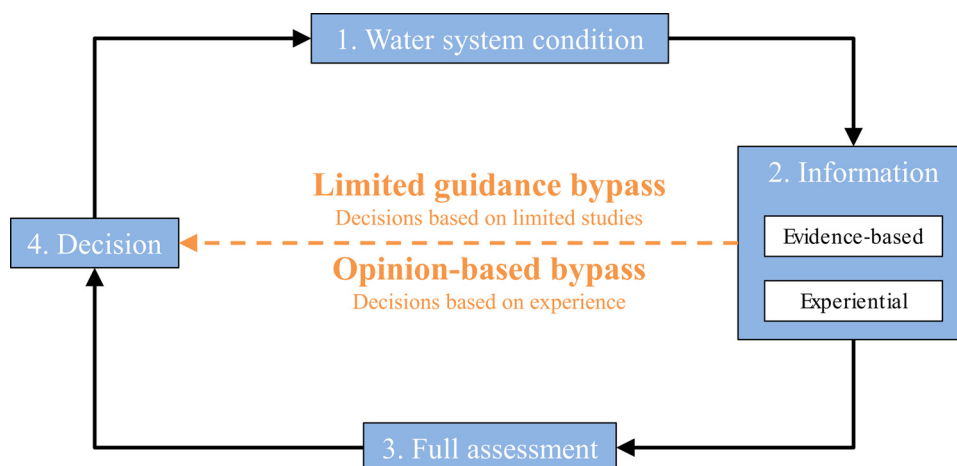 1. Water system condition
2. Information
Evidence-based
Experiential
Limited guidance bypass
Decisions based on limited studies
Opinion-based bypass
Decisions based on experience
4. Decision
3. Full assessment